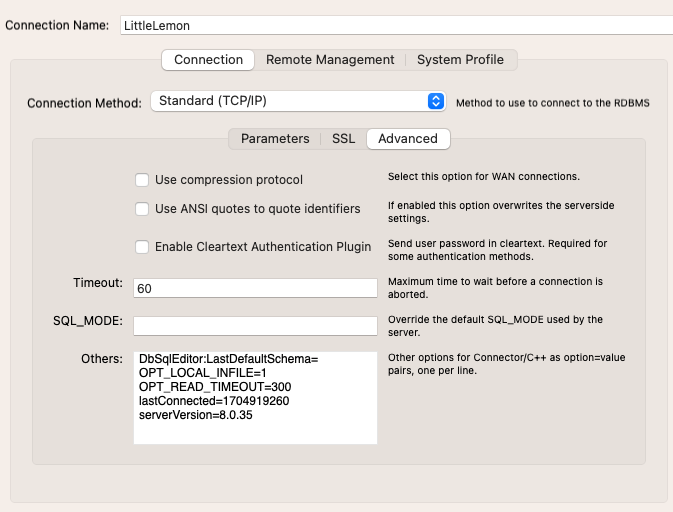 Connection Name: LittleLemon
Connection Remote Management System Profile
Connection Method: Standard (TCP/IP) Method to use to connect to the RDBMS
Parameters SSL Advanced
Use compression protocol Select this option for WAN connections.
Use ANSI quotes to quote identifiers If enabled this option overwrites the serverside
settings.
Enable Cleartext Authentication Plugin Send user password in cleartext. Required for
some authentication methods.
Timeout: 60 Maximum time to wait before a connection is
aborted.
SQL_MODE: Override the default SQL_MODE used by the
server.
Others: DbSqlEditor:LastDefaultSchema= Other options for Connector/C++ as option=value
OPT_LOCAL_INFILE=1 pairs, one per line.
OPT_READ_TIMEOUT=300
lastConnected=1704919260
serverVersion=8.0.35